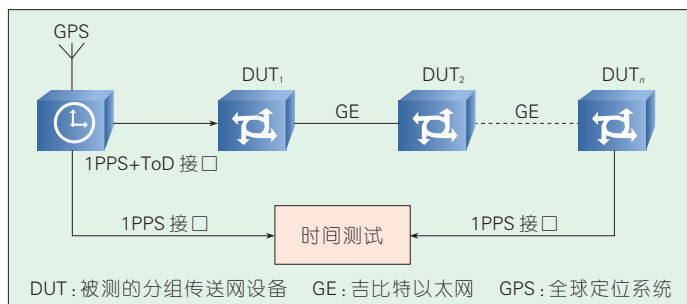 GPS
DUT₁
DUT₂
DUTₙ
GE
GE
1PPS+ToD 接口
1PPS 接口
时间测试
1PPS 接口
DUT:被测的分组传送网设备 GE:吉比特以太网 GPS:全球定位系统